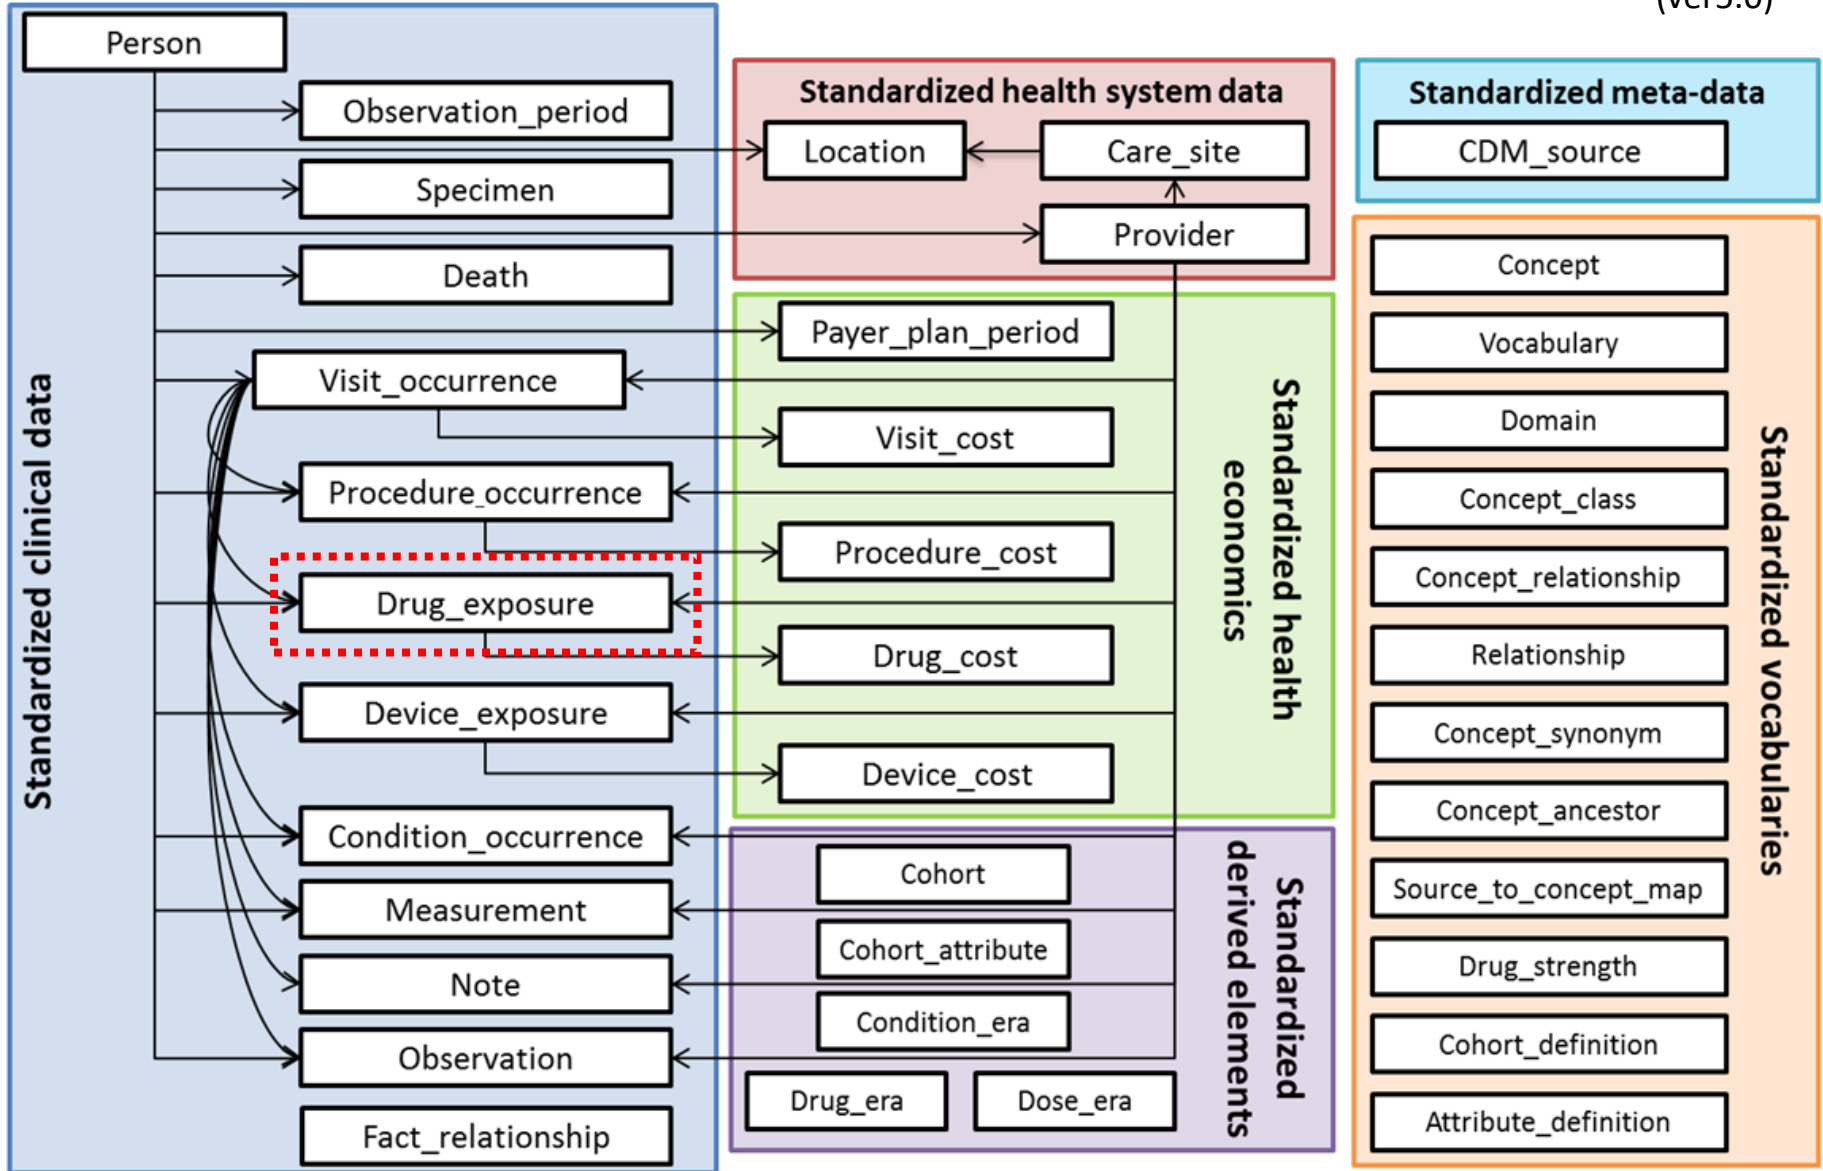 (ver5.0)
Person
Observation_period
Specimen
Death
Visit_occurrence
Procedure_occurrence
Drug_exposure
Device_exposure
Condition_occurrence
Measurement
Note
Observation
Fact_relationship
Standardized clinical data
Standardized health system data
Location
Care_site
Provider
Payer_plan_period
Visit_cost
Procedure_cost
Drug_cost
Device_cost
Standardized health
economics
Cohort
Cohort_attribute
Condition_era
Drug_era
Dose_era
Standardized
derived elements
Standardized meta-data
CDM_source
Concept
Vocabulary
Domain
Concept_class
Concept_relationship
Relationship
Concept_synonym
Concept_ancestor
Source_to_concept_map
Drug_strength
Cohort_definition
Attribute_definition
Standardized vocabularies